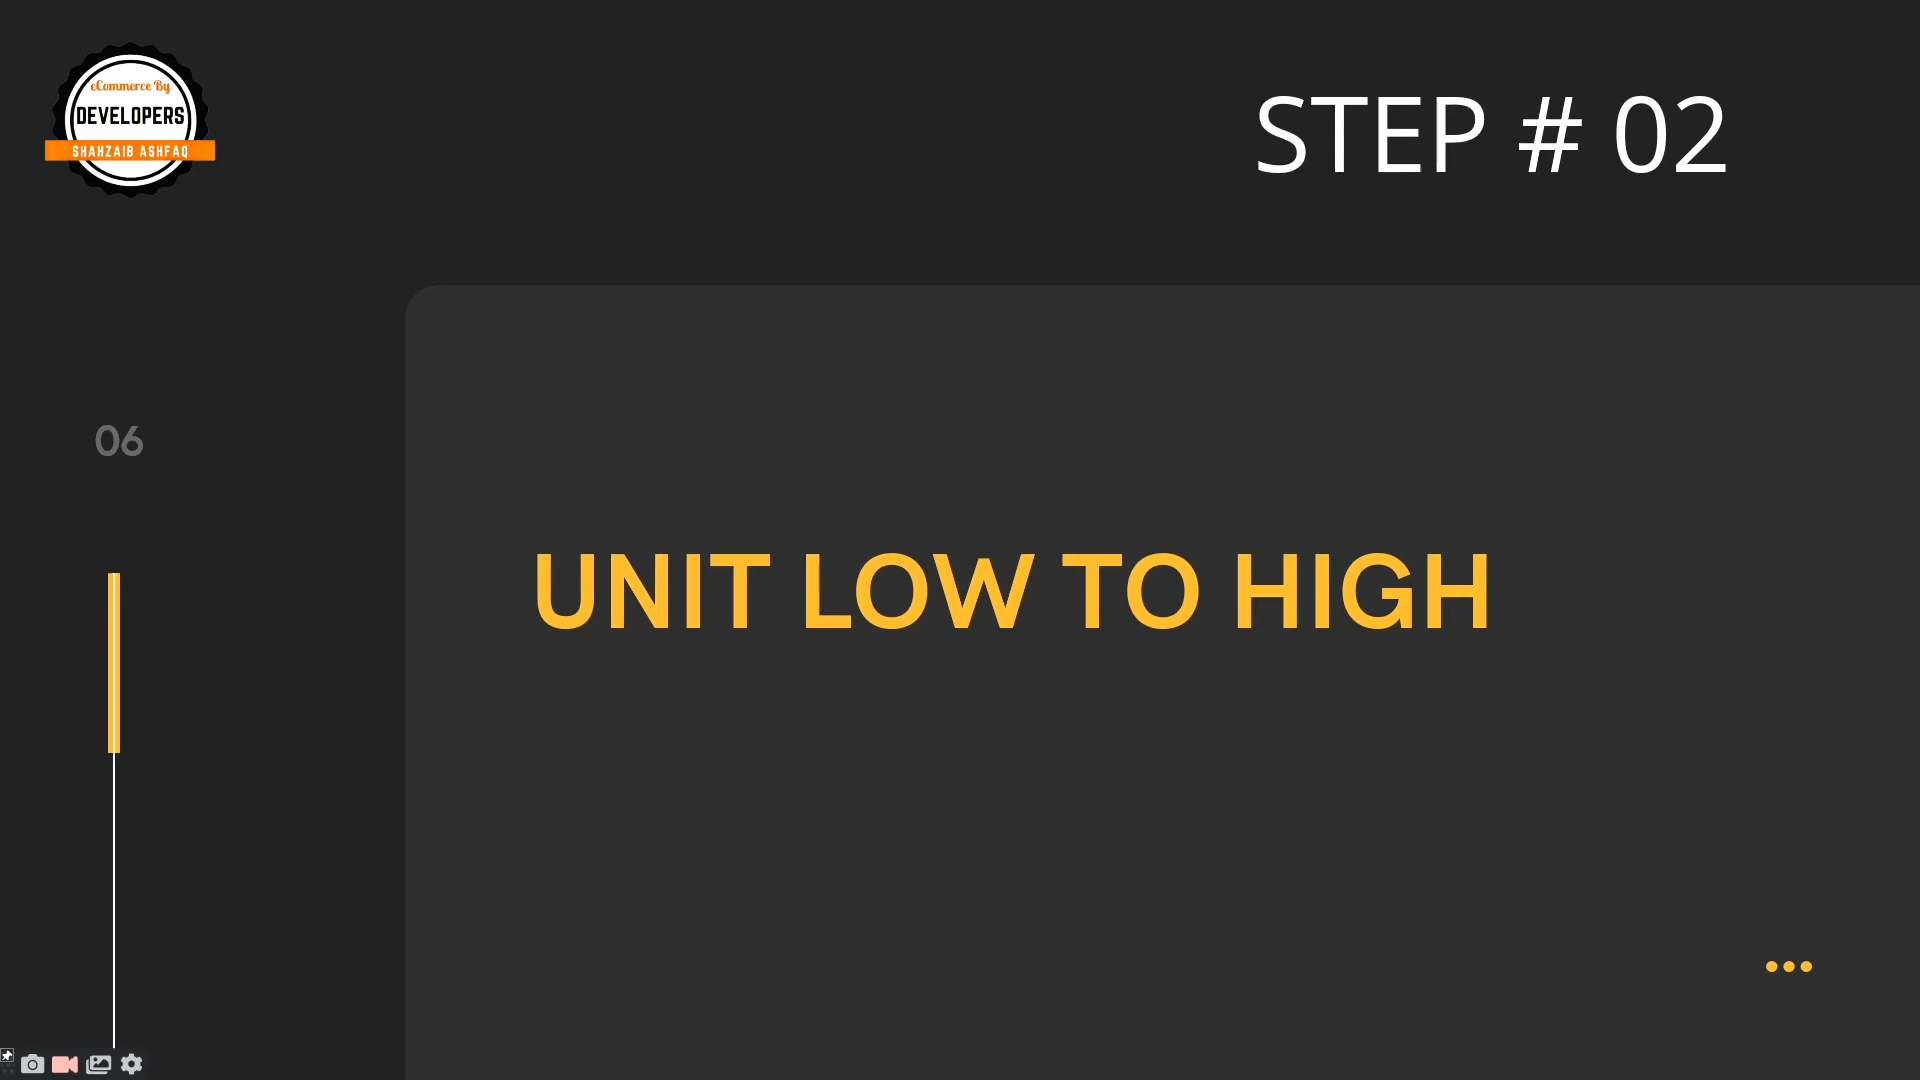 eCommerce By
DEVELOPERS
SHAHZAIB ASHFAQ
STEP # 02
06
UNIT LOW TO HIGH